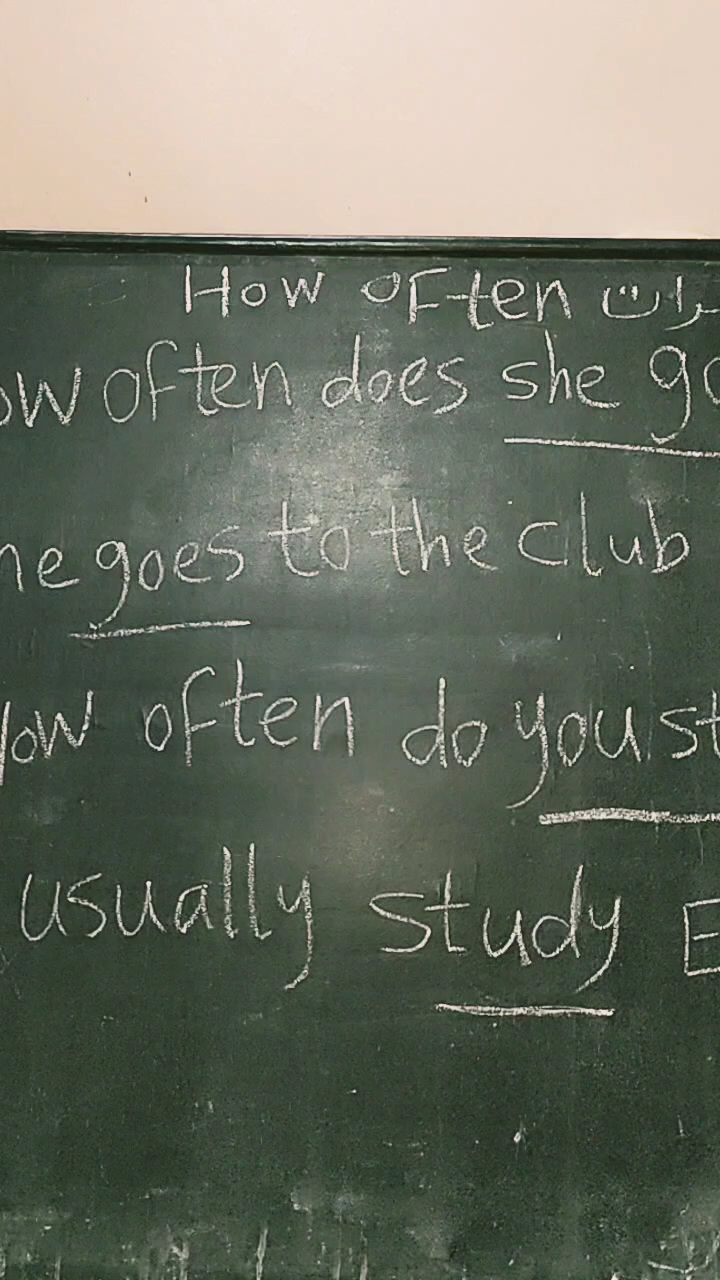 How often مرات
ow often does she go
he goes to the club
How often do you st
usually study E